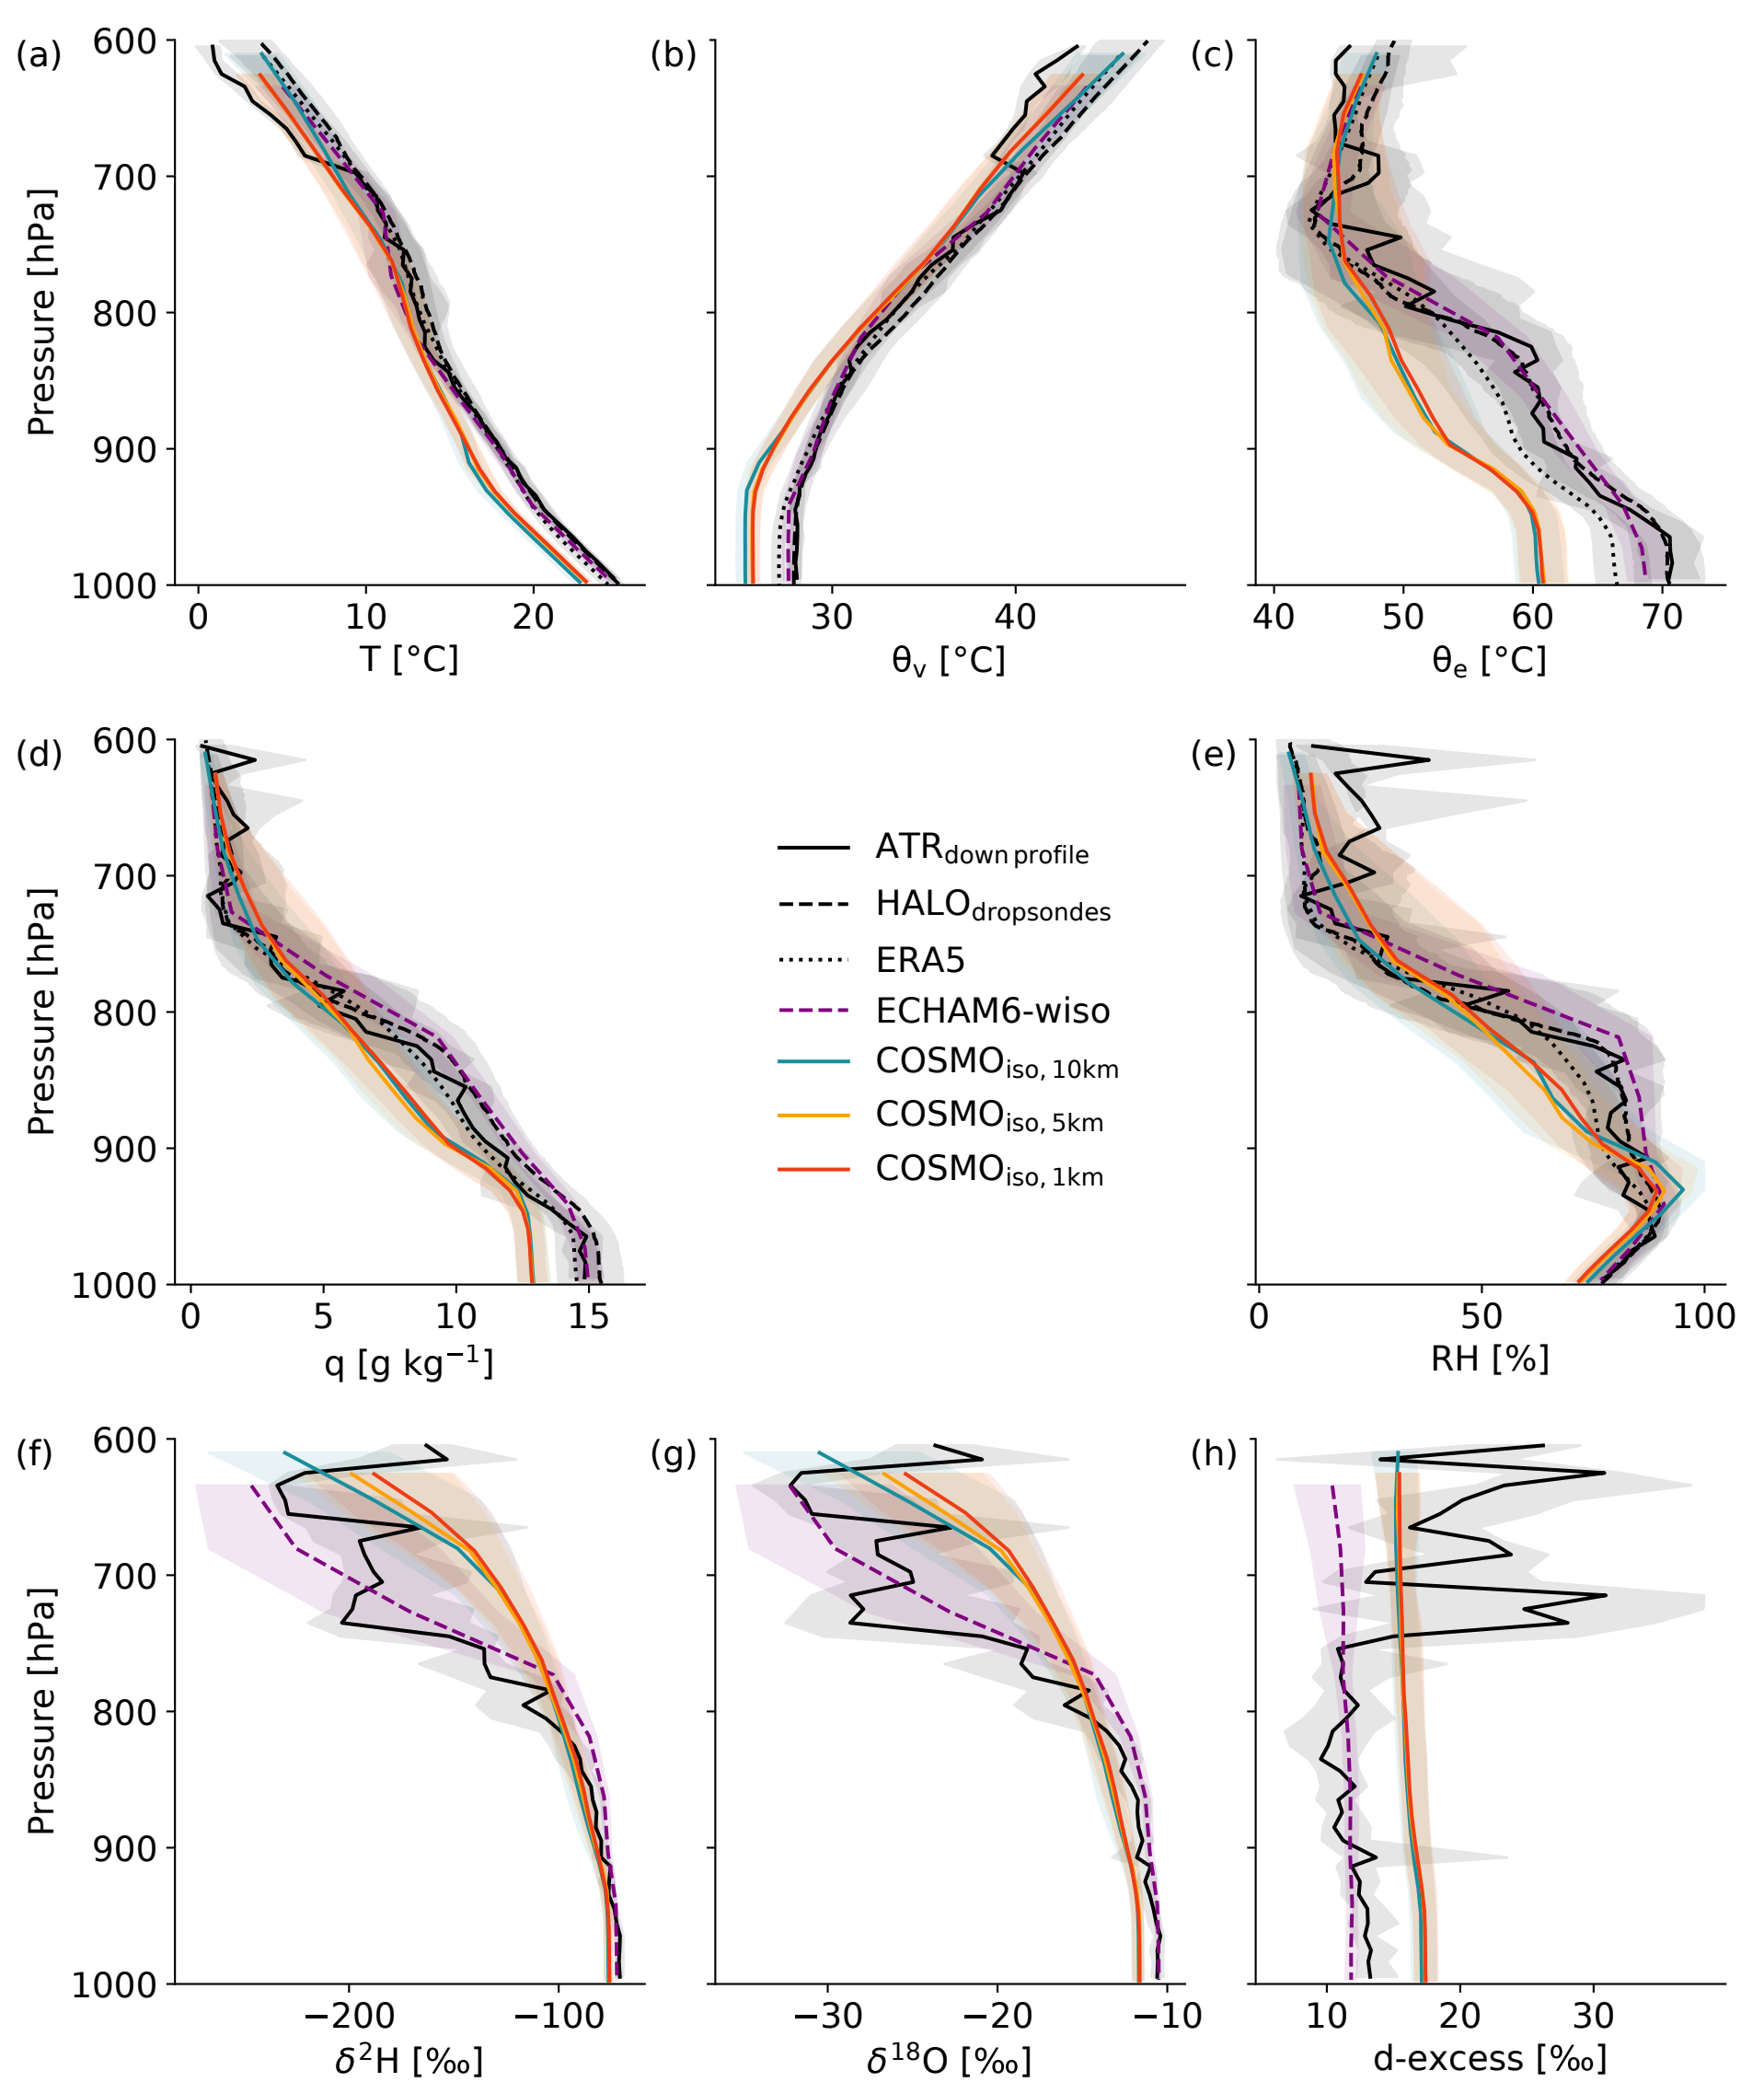 (a)
600
700
800
900
1000
Pressure [hPa]
0 10 20
T [°C]
(b)
30 40
θv [°C]
(c)
40 50 60 70
θe [°C]
(d)
600
700
800
900
1000
Pressure [hPa]
0 5 10 15
q [g kg⁻¹]
ATRdown profile
HALOdropsondes
ERA5
ECHAM6-wiso
COSMOiso, 10km
COSMOiso, 5km
COSMOiso, 1km
(e)
0 50 100
RH [%]
(f)
600
700
800
900
1000
Pressure [hPa]
−200 −100
δ²H [‰]
(g)
−30 −20 −10
δ¹⁸O [‰]
(h)
10 20 30
d-excess [‰]